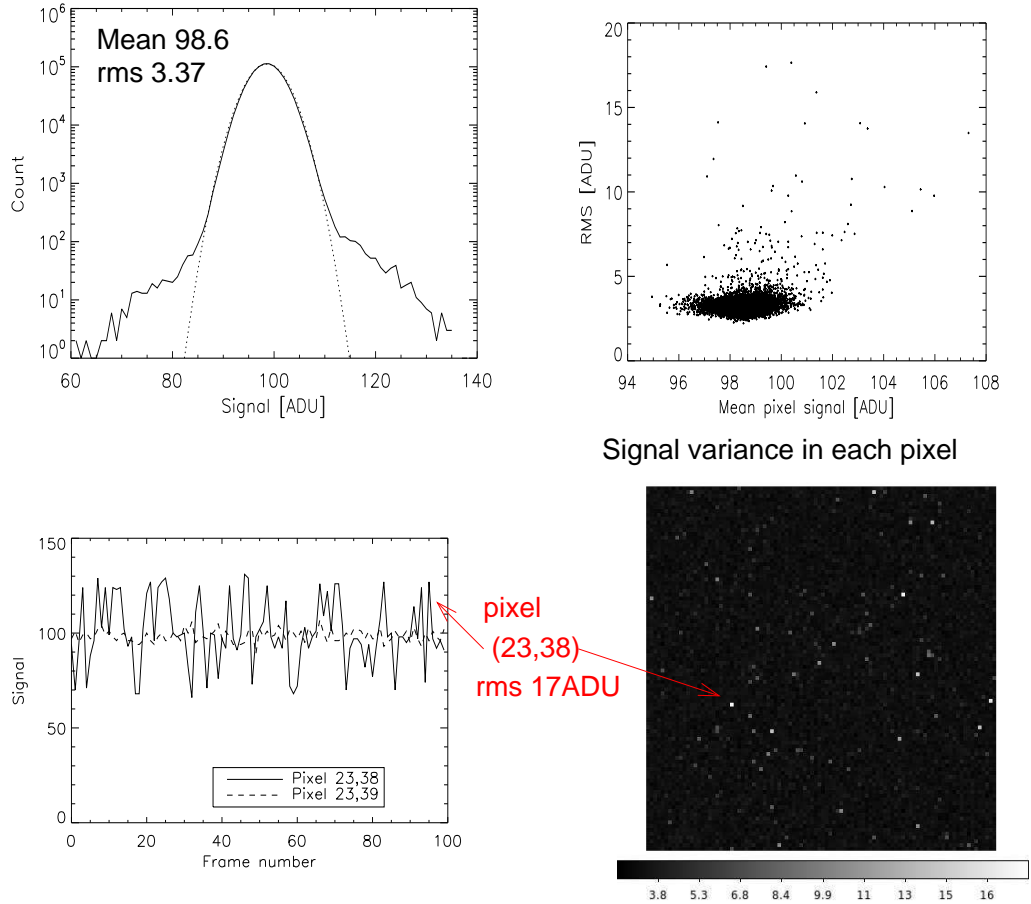 Mean 98.6
rms 3.37
10^6
10^5
10^4
10^3
10^2
10^1
10^0
Count
60 80 100 120 140
Signal [ADU]
20
15
10
5
0
RMS [ADU]
94 96 98 100 102 104 106 108
Mean pixel signal [ADU]
Signal variance in each pixel
150
100
50
0
Signal
Pixel 23,38
Pixel 23,39
0 20 40 60 80 100
Frame number
pixel
(23,38)
rms 17ADU
3.8 5.3 6.8 8.4 9.9 11 13 15 16